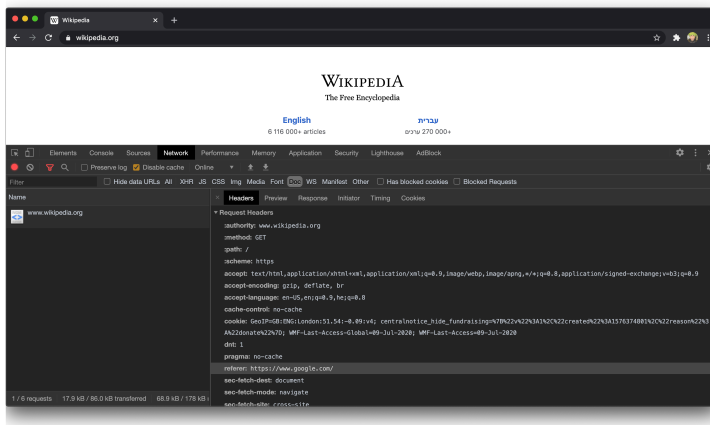 Wikipedia
wikipedia.org
WIKIPEDIA
The Free Encyclopedia
English
6 116 000+ articles
עברית
270 000+ ערכים
Elements Console Sources Network Performance Memory Application Security Lighthouse AdBlock
Preserve log Disable cache Online
Filter Hide data URLs All XHR JS CSS Img Media Font Doc WS Manifest Other Has blocked cookies Blocked Requests
Name
Headers Preview Response Initiator Timing Cookies
www.wikipedia.org
Request Headers
:authority: www.wikipedia.org
:method: GET
:path: /
:scheme: https
accept: text/html,application/xhtml+xml,application/xml;q=0.9,image/webp,image/apng,*/*;q=0.8,application/signed-exchange;v=b3;q=0.9
accept-encoding: gzip, deflate, br
accept-language: en-US,en;q=0.9,he;q=0.8
cache-control: no-cache
cookie: GeoIP=GB:ENG:London:51.54:-0.09:v4; centralnotice_hide_fundraising=%7B%22v%22%3A1%2C%22created%22%3A1576374801%2C%22reason%22%3
A%22donate%22%7D; WMF-Last-Access-Global=09-Jul-2020; WMF-Last-Access=09-Jul-2020
dnt: 1
pragma: no-cache
referer: https://www.google.com/
sec-fetch-dest: document
sec-fetch-mode: navigate
sec-fetch-site: cross-site
1 / 6 requests 17.9 kB / 86.0 kB transferred 66.9 kB / 178 kB